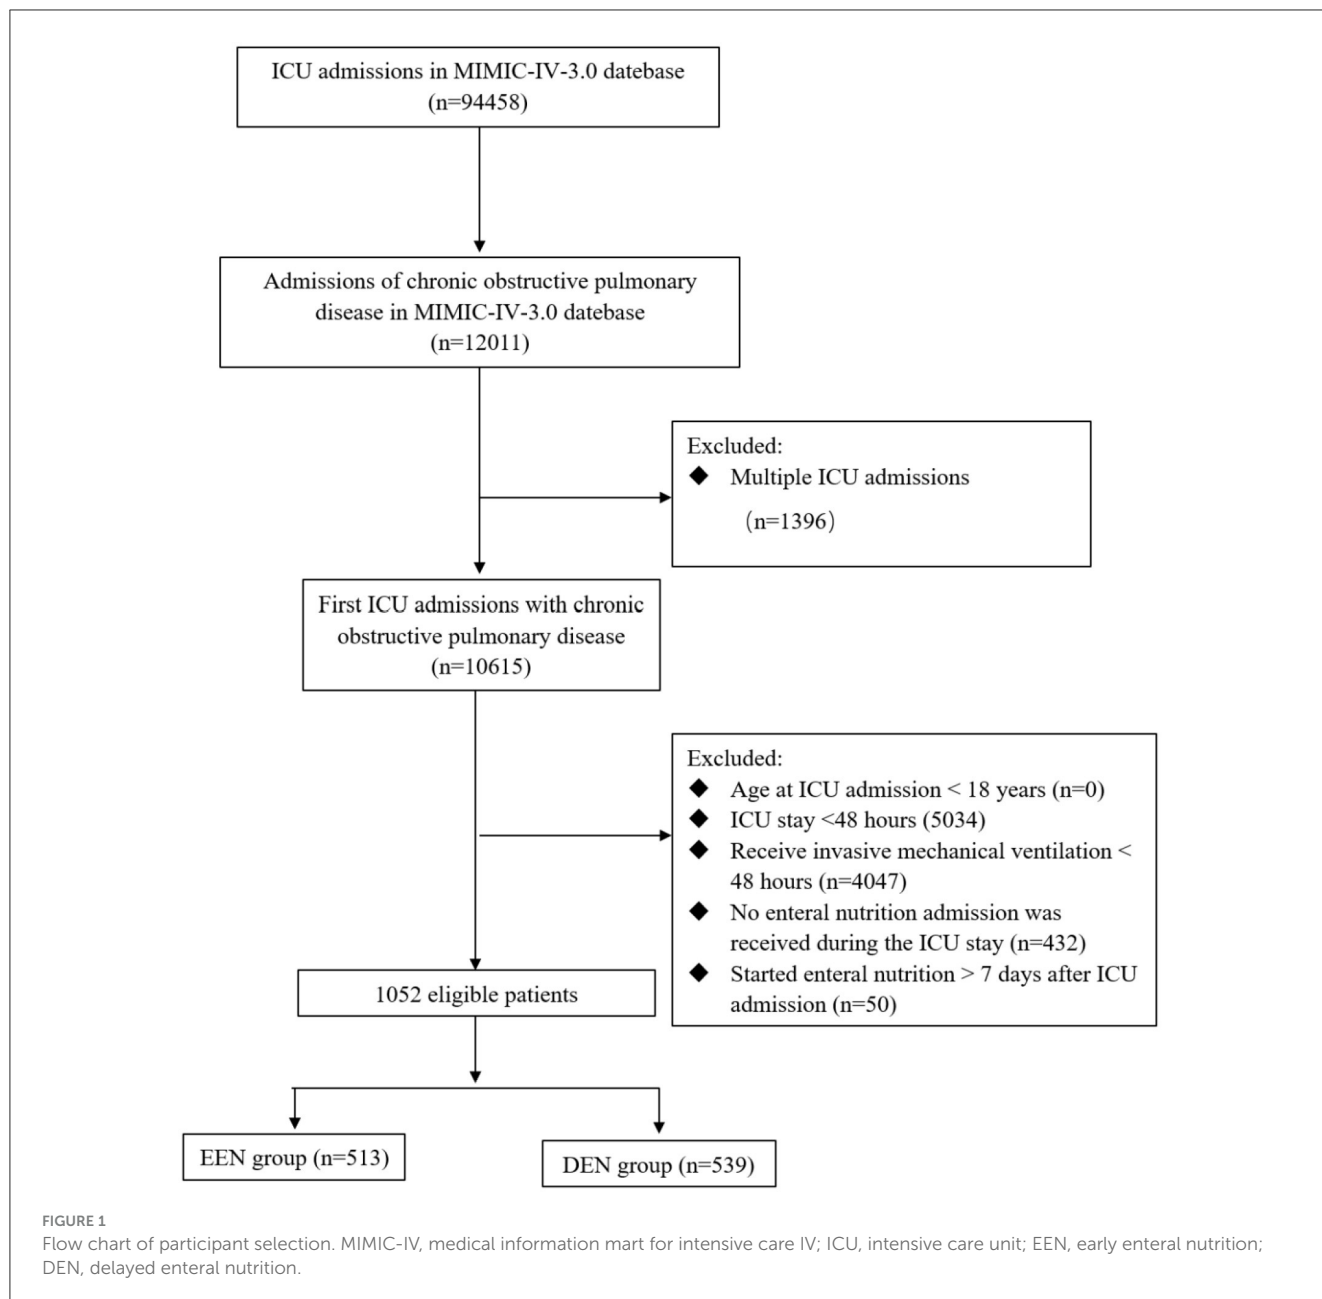 ICU admissions in MIMIC-IV-3.0 datebase
(n=94458)
Admissions of chronic obstructive pulmonary
disease in MIMIC-IV-3.0 datebase
(n=12011)
Excluded:
◆ Multiple ICU admissions
(n=1396)
First ICU admissions with chronic
obstructive pulmonary disease
(n=10615)
Excluded:
◆ Age at ICU admission < 18 years (n=0)
◆ ICU stay <48 hours (5034)
◆ Receive invasive mechanical ventilation <
48 hours (n=4047)
◆ No enteral nutrition admission was
received during the ICU stay (n=432)
◆ Started enteral nutrition > 7 days after ICU
admission (n=50)
1052 eligible patients
EEN group (n=513)
DEN group (n=539)
FIGURE 1
Flow chart of participant selection. MIMIC-IV, medical information mart for intensive care IV; ICU, intensive care unit; EEN, early enteral nutrition;
DEN, delayed enteral nutrition.